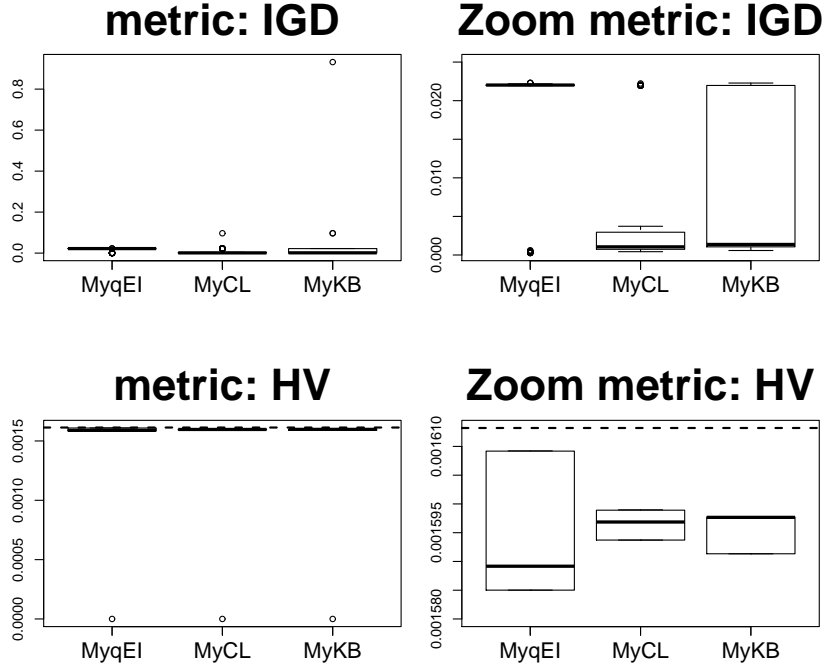 metric: IGD
0.8
0.6
0.4
0.2
0.0
MyqEI MyCL MyKB
Zoom metric: IGD
0.020
0.010
0.000
MyqEI MyCL MyKB
metric: HV
0.0015
0.0010
0.0005
0.0000
MyqEI MyCL MyKB
Zoom metric: HV
0.001610
0.001595
0.001580
MyqEI MyCL MyKB